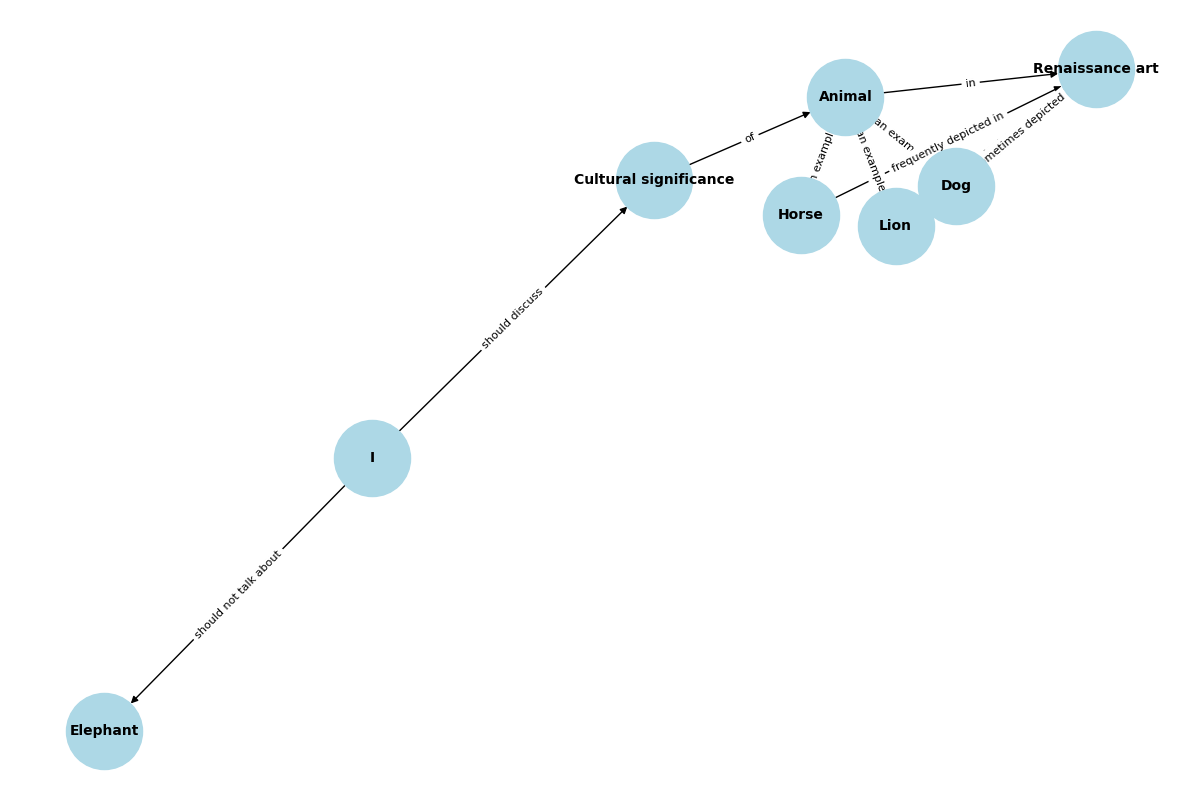 Renaissance art
Animal
in
an exam
metimes depicted
frequently depicted in
of
n exampl
an example
Cultural significance
Dog
Horse
Lion
should discuss
I
should not talk about
Elephant